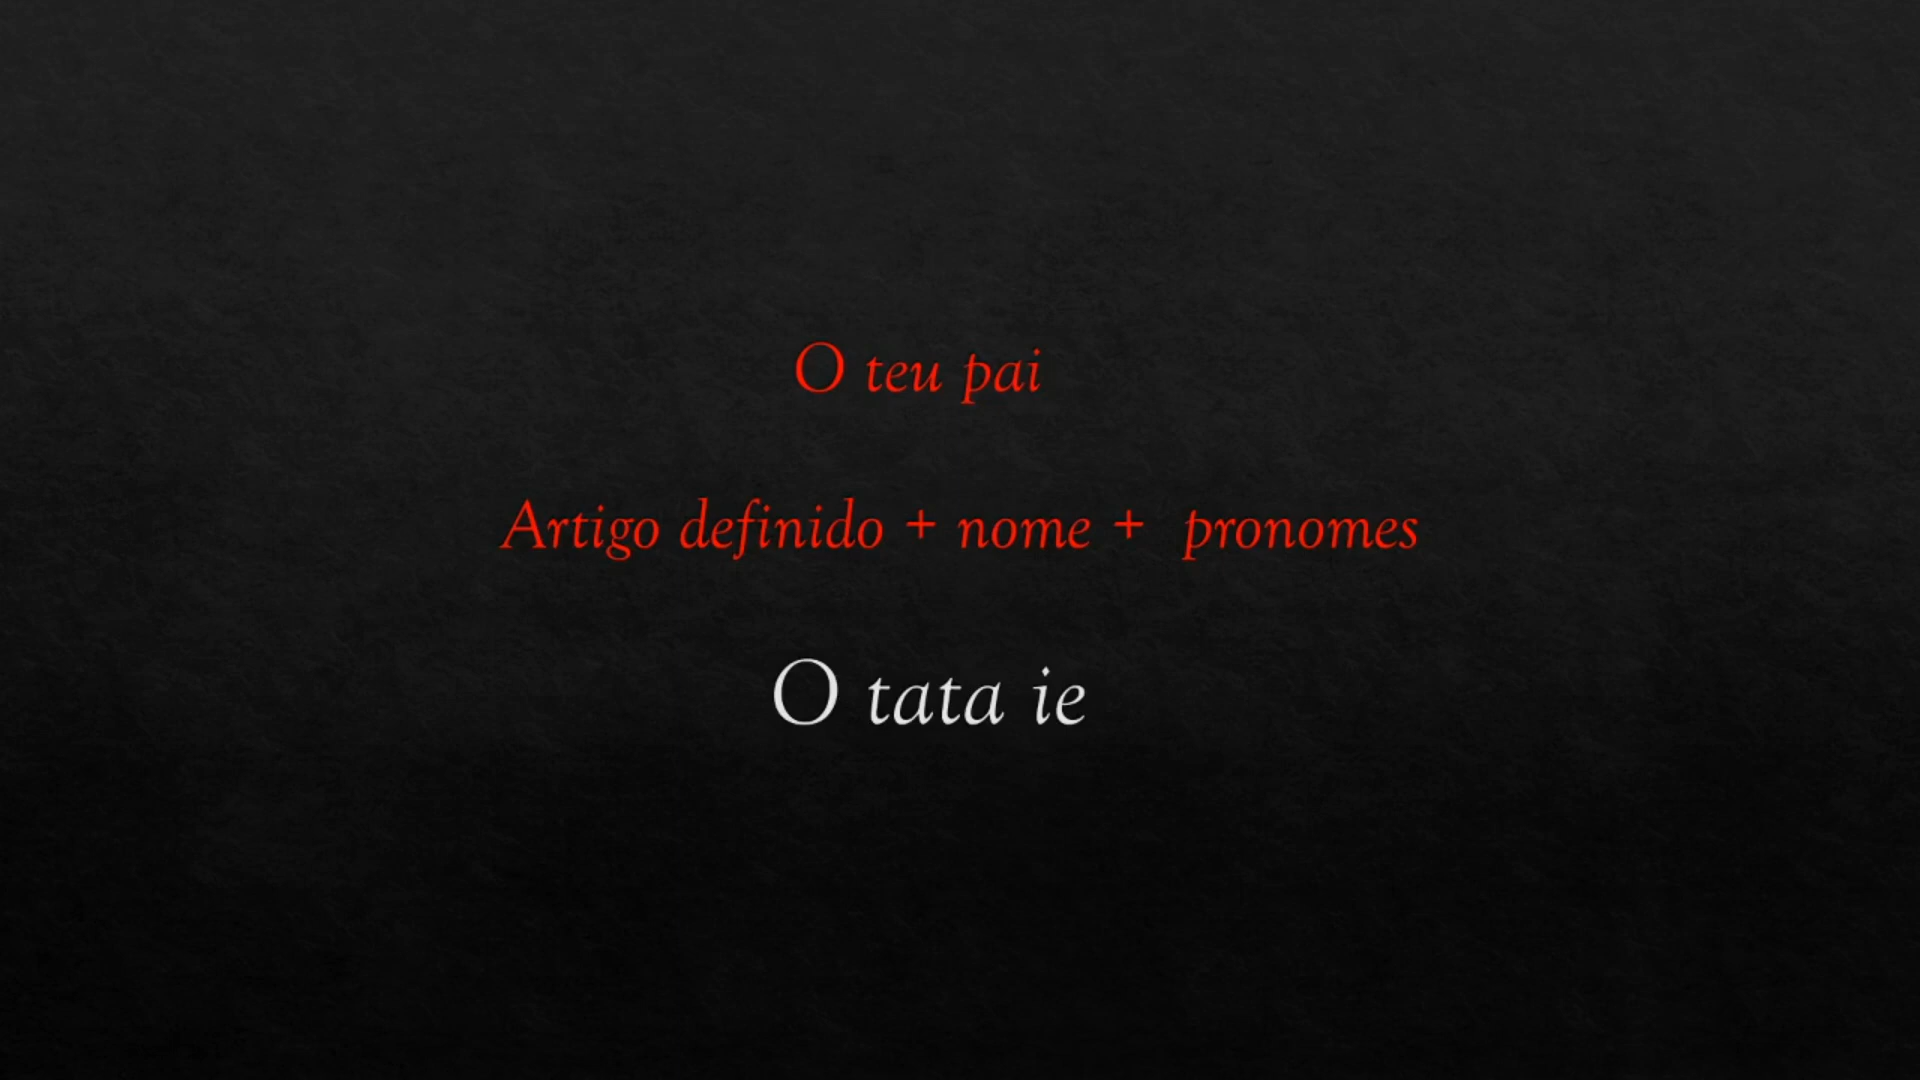 O teu pai
Artigo definido + nome + pronomes
O tata ie